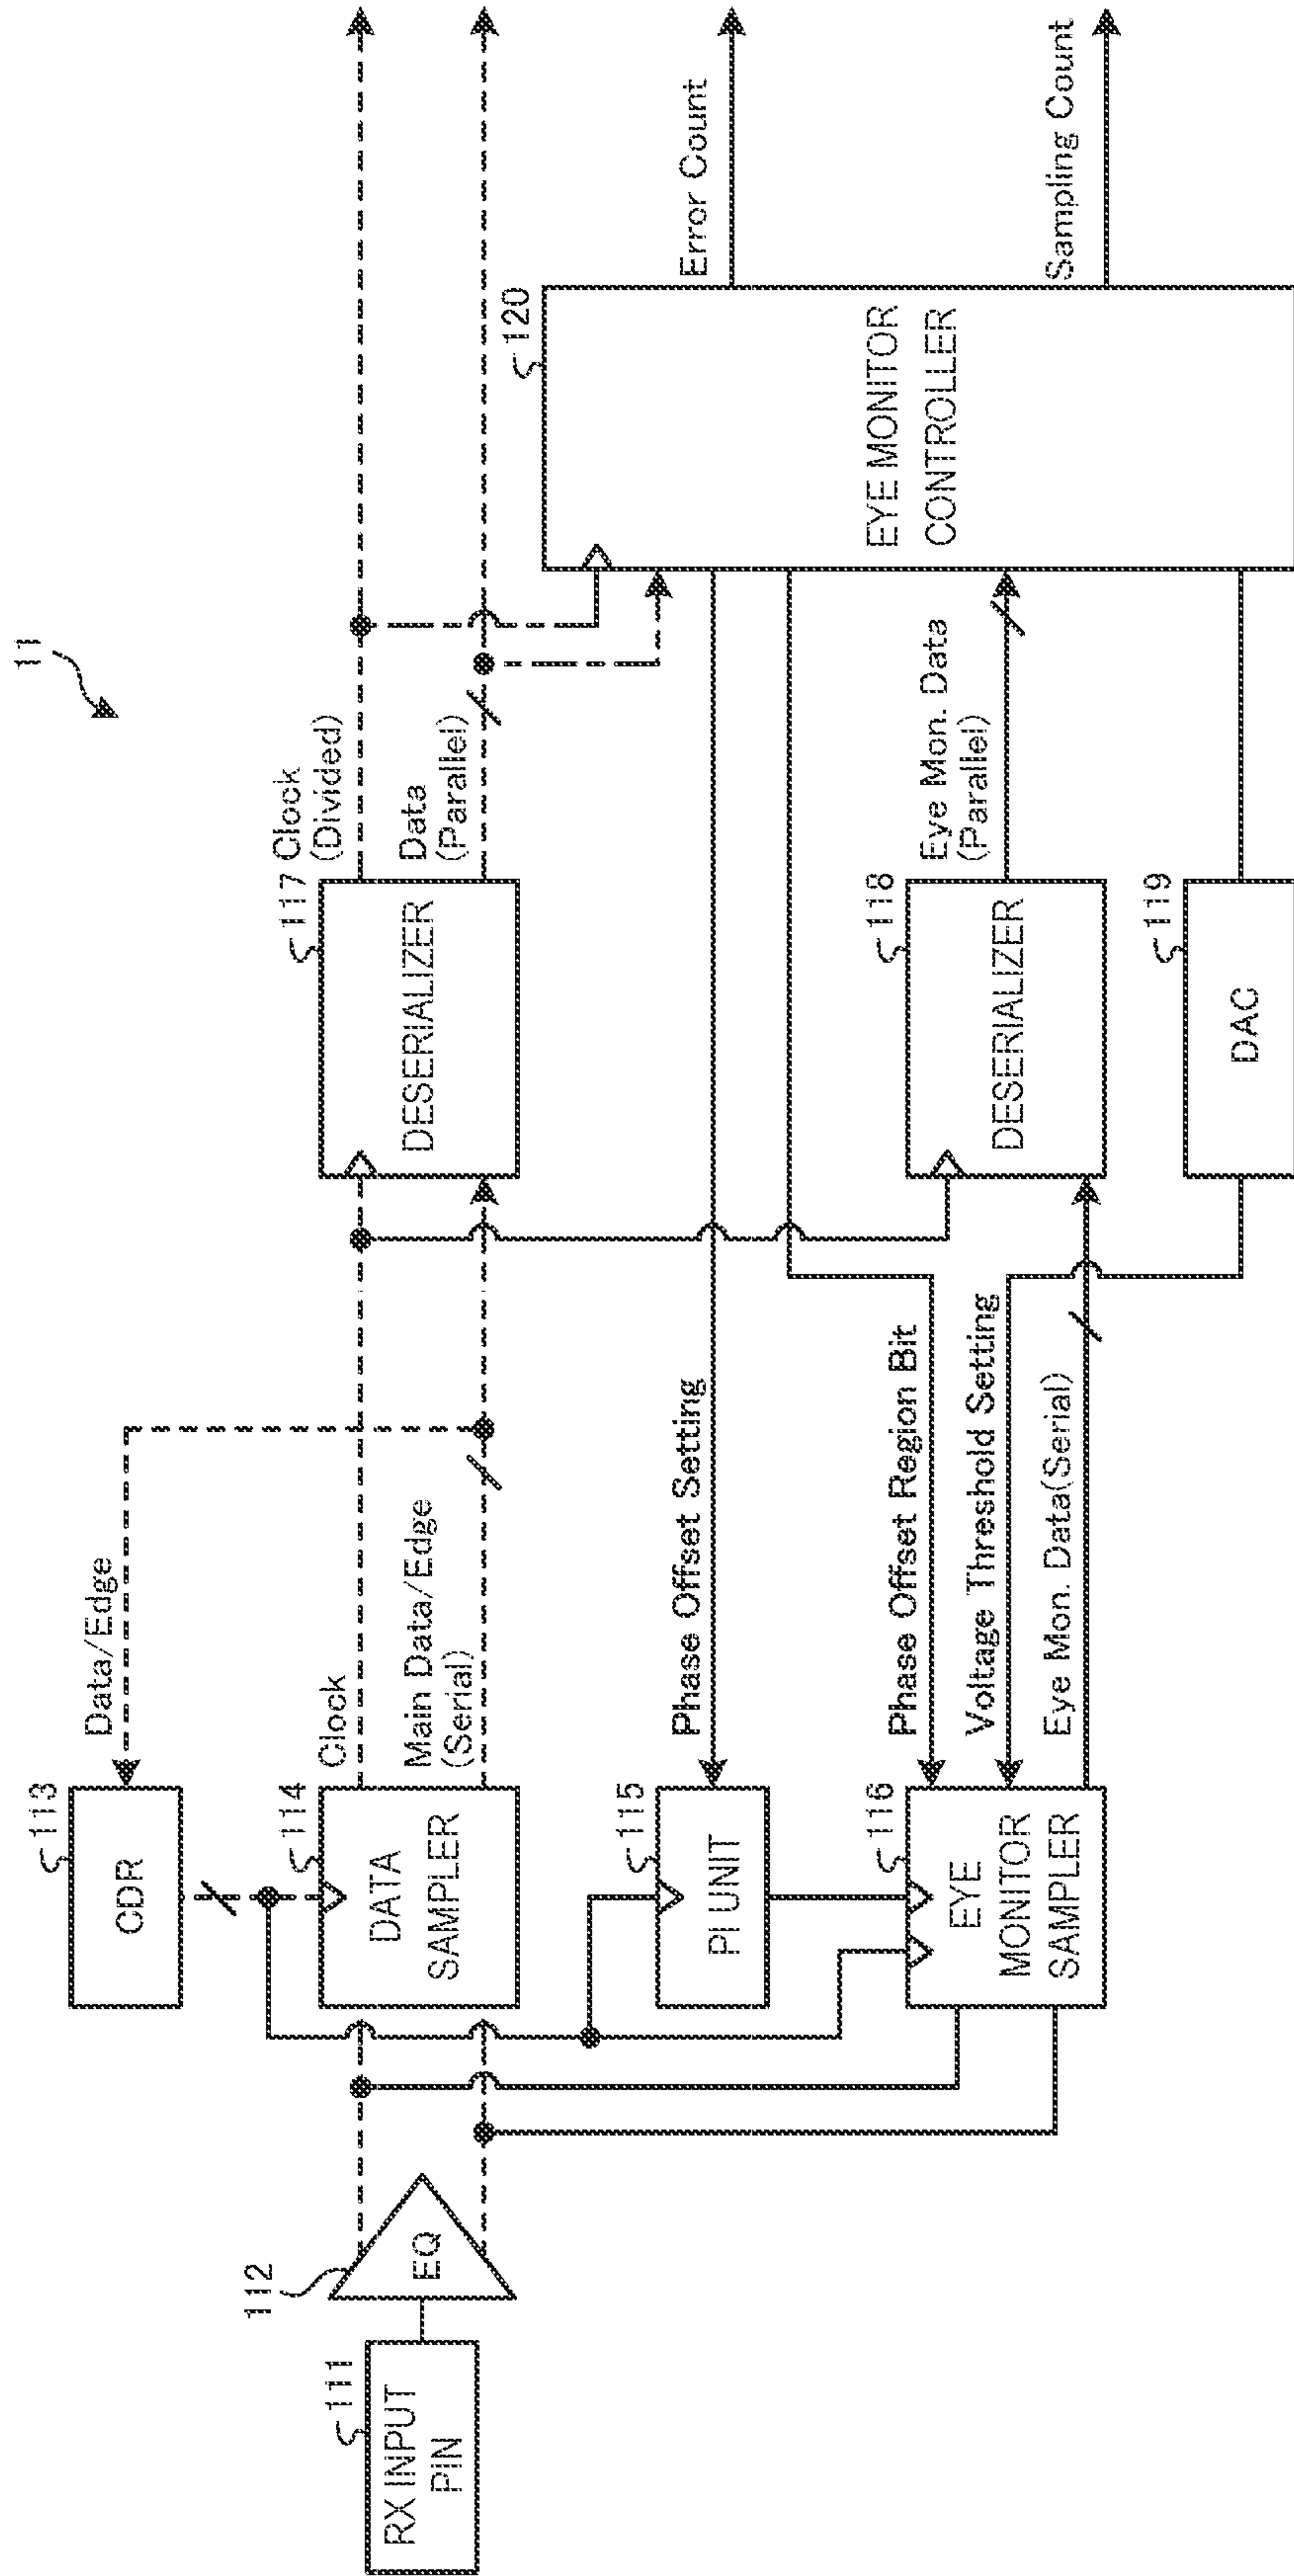 11
111
RX INPUT
PIN
112
EQ
113
CDR
Data/Edge
114
DATA
SAMPLER
Clock
Main Data/Edge
(Serial)
115
PI UNIT
Phase Offset Setting
116
EYE
MONITOR
SAMPLER
Phase Offset Region Bit
Voltage Threshold Setting
Eye Mon. Data(Serial)
117
DESERIALIZER
Clock
(Divided)
Data
(Parallel)
118
DESERIALIZER
Eye Mon. Data
(Parallel)
119
DAC
120
EYE MONITOR
CONTROLLER
Error Count
Sampling Count